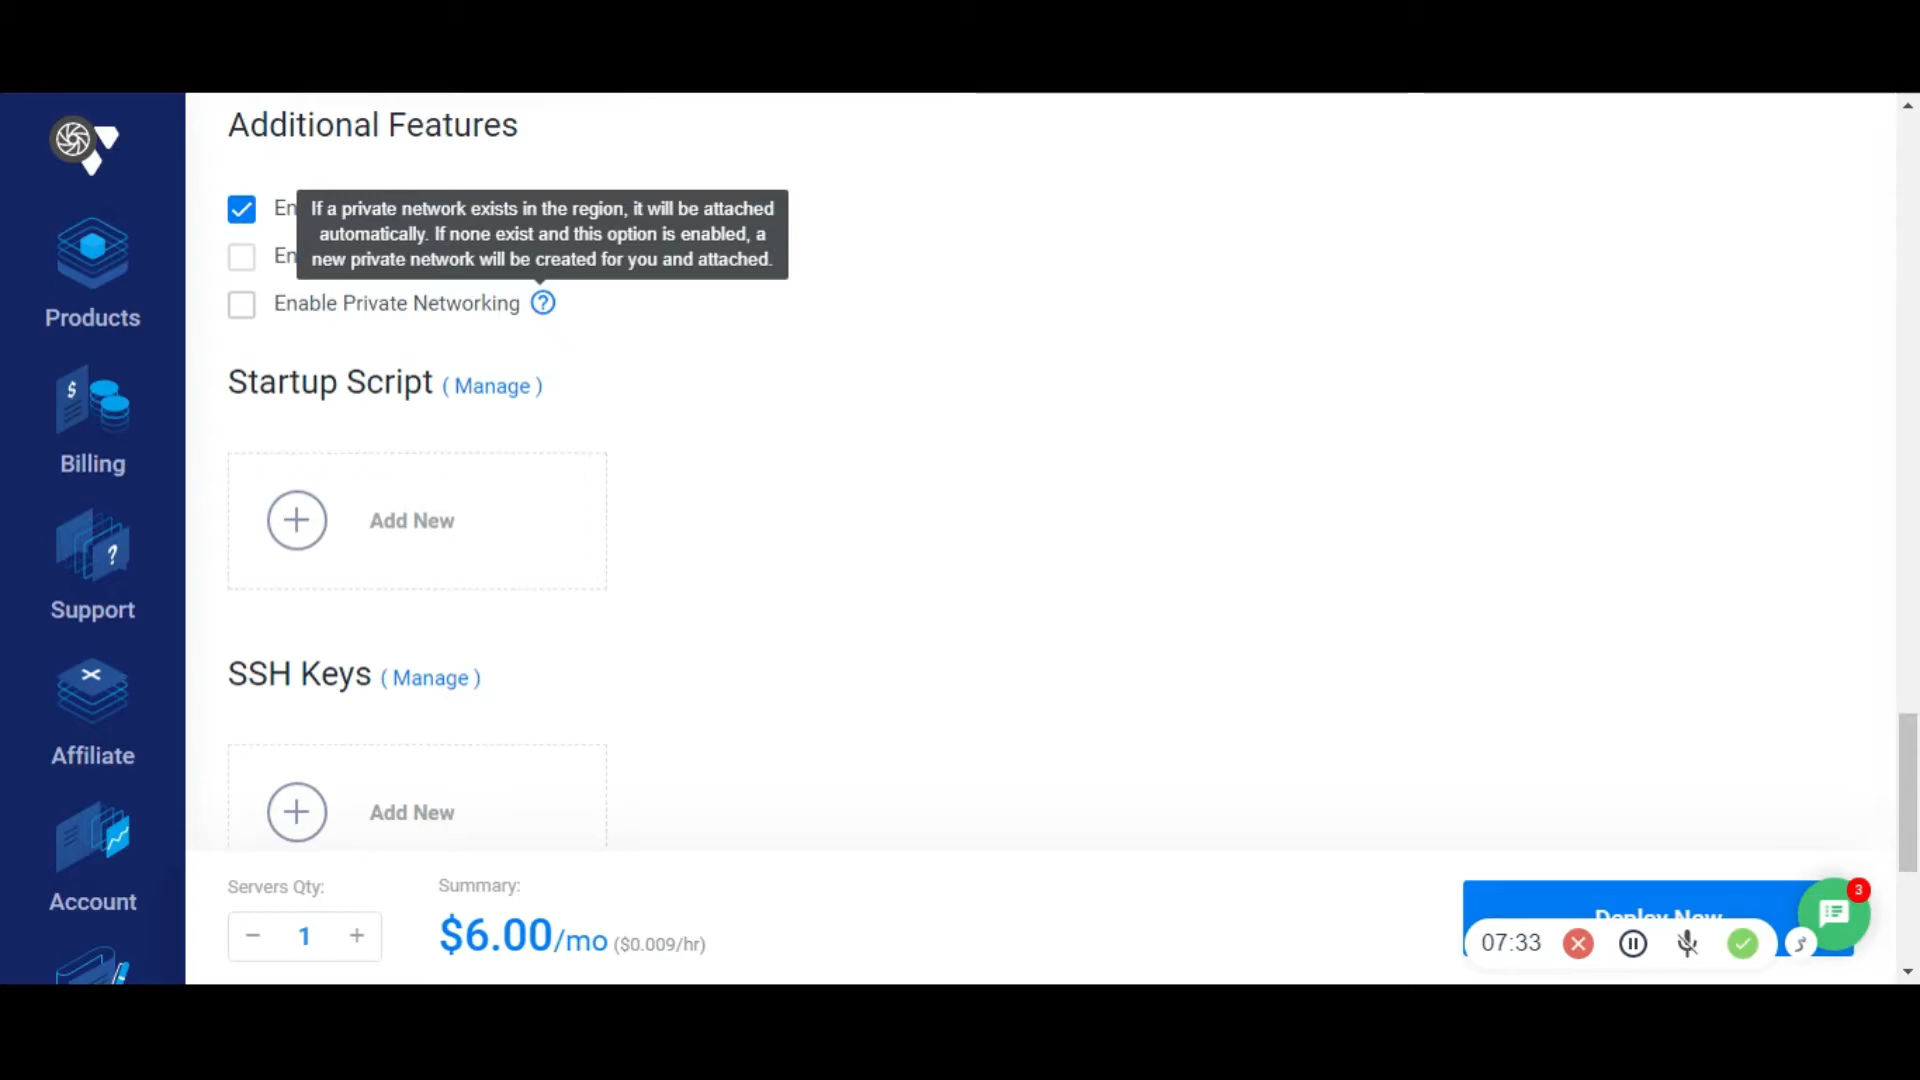 Additional Features
En
If a private network exists in the region, it will be attached
automatically. If none exist and this option is enabled, a
new private network will be created for you and attached.
En
Enable Private Networking ?
Products
Startup Script ( Manage )
$
Billing
Add New
?
Support
SSH Keys ( Manage )
Affiliate
Add New
Account
Servers Qty:
Summary:
− 1 +
$6.00/mo ($0.009/hr)
Deploy Now
3
07:33